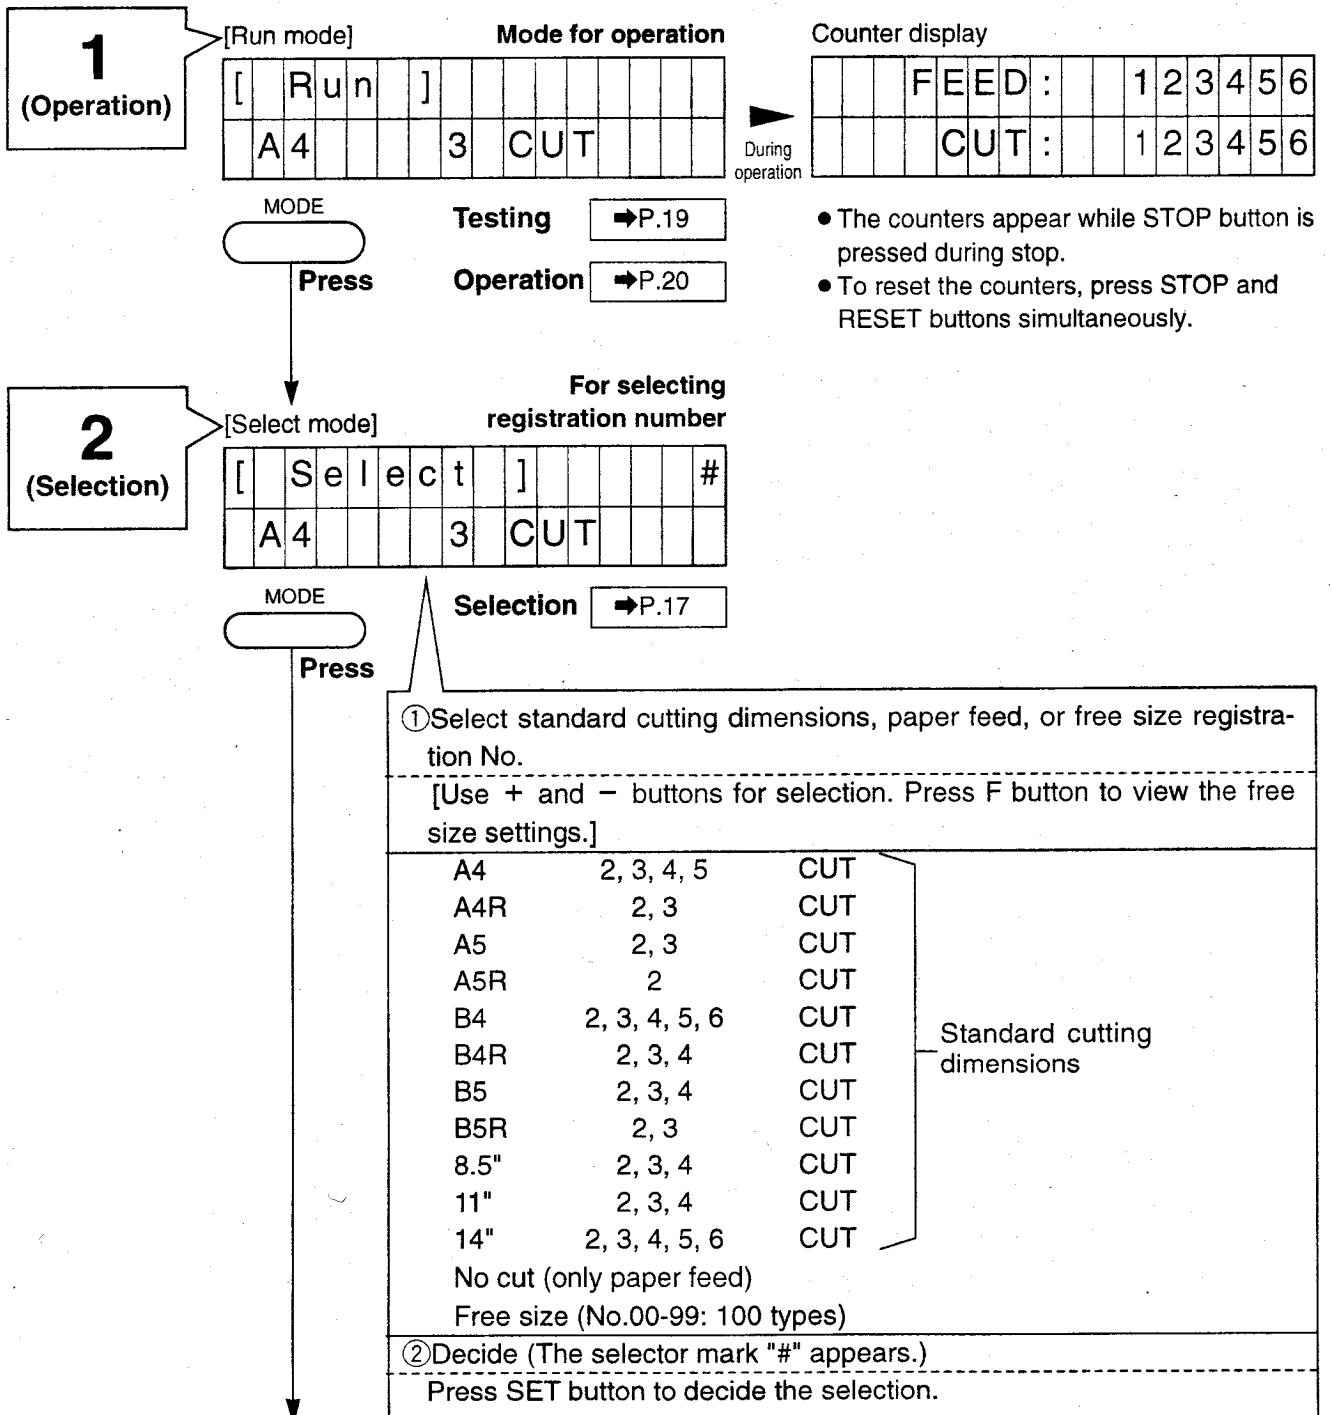 1
(Operation)
[Run mode] Mode for operation
[ Run ]
A4 3 CUT
During
operation
Counter display
FEED: 123456
CUT: 123456
MODE
Press
Testing ➡P.19
Operation ➡P.20
● The counters appear while STOP button is
pressed during stop.
● To reset the counters, press STOP and
RESET buttons simultaneously.
2
(Selection)
For selecting
[Select mode] registration number
[ Select ] #
A4 3 CUT
MODE
Press
Selection ➡P.17
①Select standard cutting dimensions, paper feed, or free size registra-
tion No.
[Use + and − buttons for selection. Press F button to view the free
size settings.]
A4 2, 3, 4, 5 CUT
A4R 2, 3 CUT
A5 2, 3 CUT
A5R 2 CUT
B4 2, 3, 4, 5, 6 CUT
B4R 2, 3, 4 CUT
B5 2, 3, 4 CUT
B5R 2, 3 CUT
8.5" 2, 3, 4 CUT
11" 2, 3, 4 CUT
14" 2, 3, 4, 5, 6 CUT
Standard cutting
dimensions
No cut (only paper feed)
Free size (No.00-99: 100 types)
②Decide (The selector mark "#" appears.)
Press SET button to decide the selection.